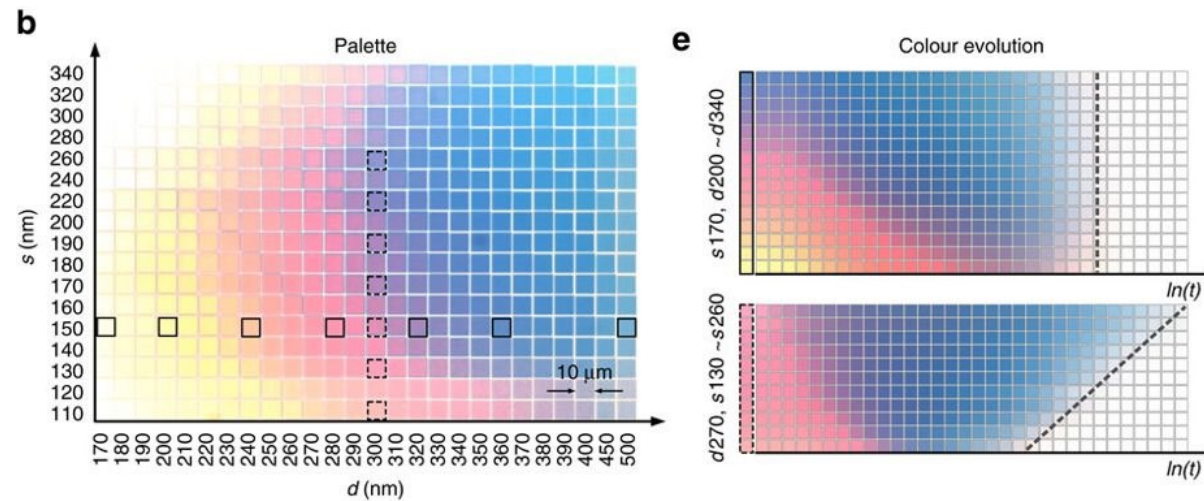 b
Palette
s (nm)
340
320
300
280
260
240
220
200
190
180
170
160
150
140
130
120
110
10 μm
170 180 190 200 210 220 230 240 250 260 270 280 290 300 310 320 330 340 350 360 370 380 390 400 450 500
d (nm)
e
Colour evolution
s170, d200 ~d340
ln(t)
d270, s130 ~s260
ln(t)